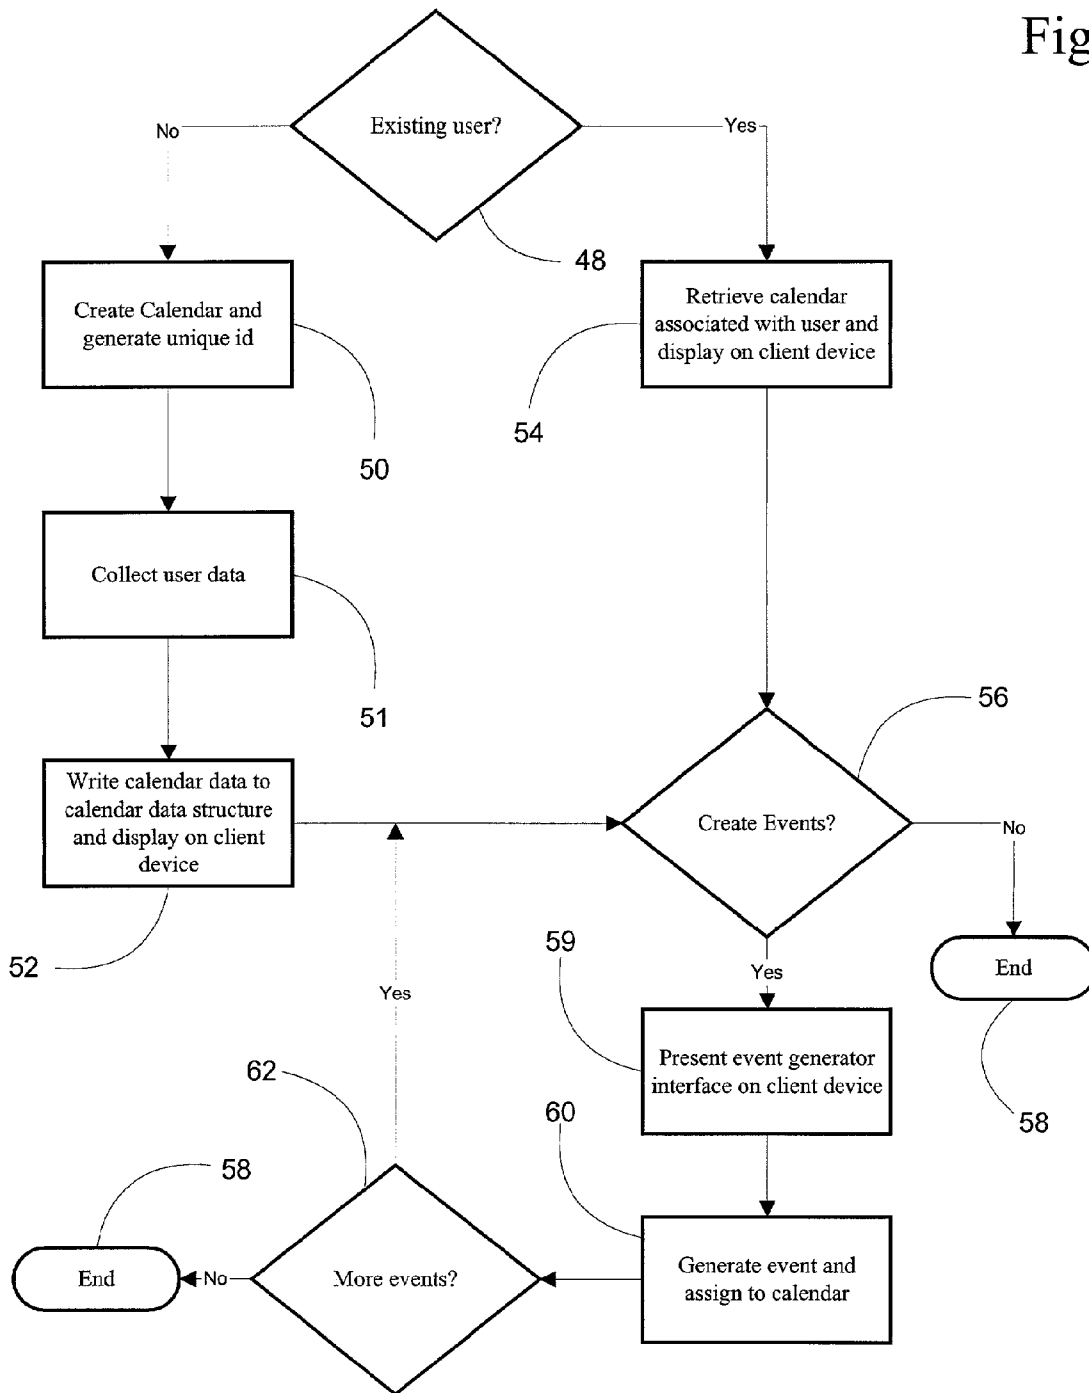 Fig
Existing user?
No
Yes
48
Create Calendar and
generate unique id
Retrieve calendar
associated with user and
display on client device
50
54
Collect user data
51
56
Write calendar data to
calendar data structure
and display on client
device
Create Events?
No
52
59
Yes
End
Yes
Present event generator
interface on client device
62
60
58
58
End
No
More events?
Generate event and
assign to calendar